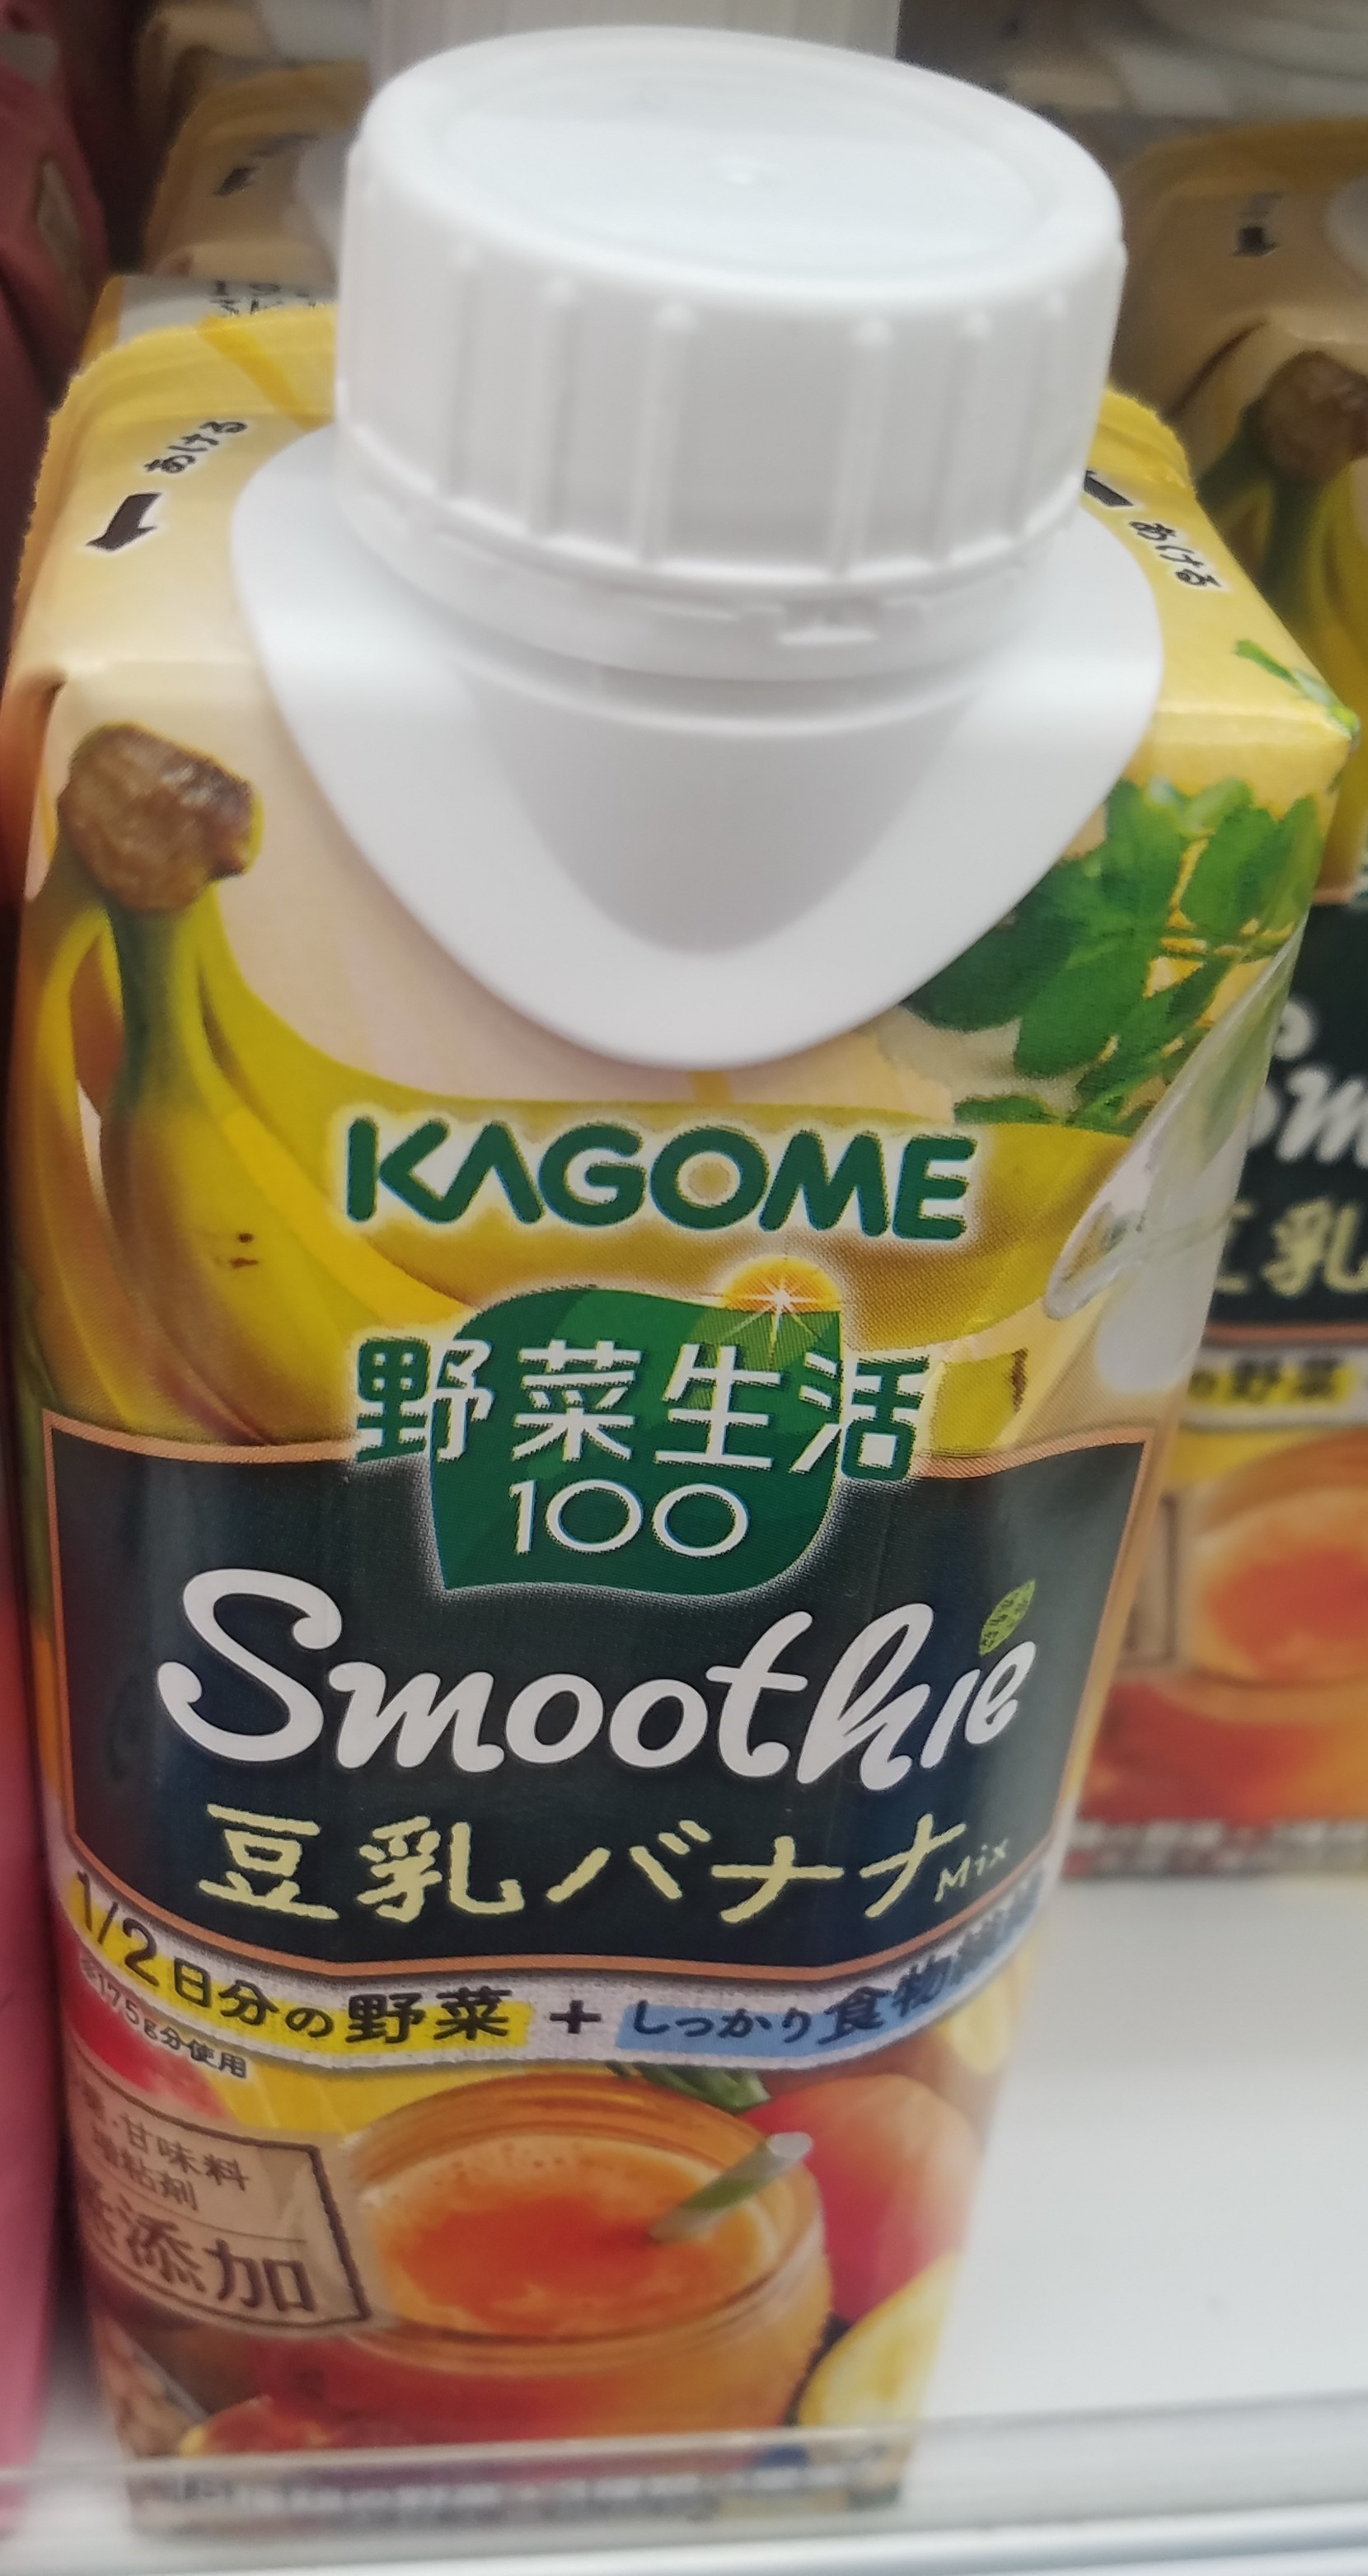 あける
あける
KAGOME
野菜生活
100
Smoothie
豆乳バナナMix
1/2日分の野菜+しっかり食物
175g分使用
甘味料
増粘剤
添加